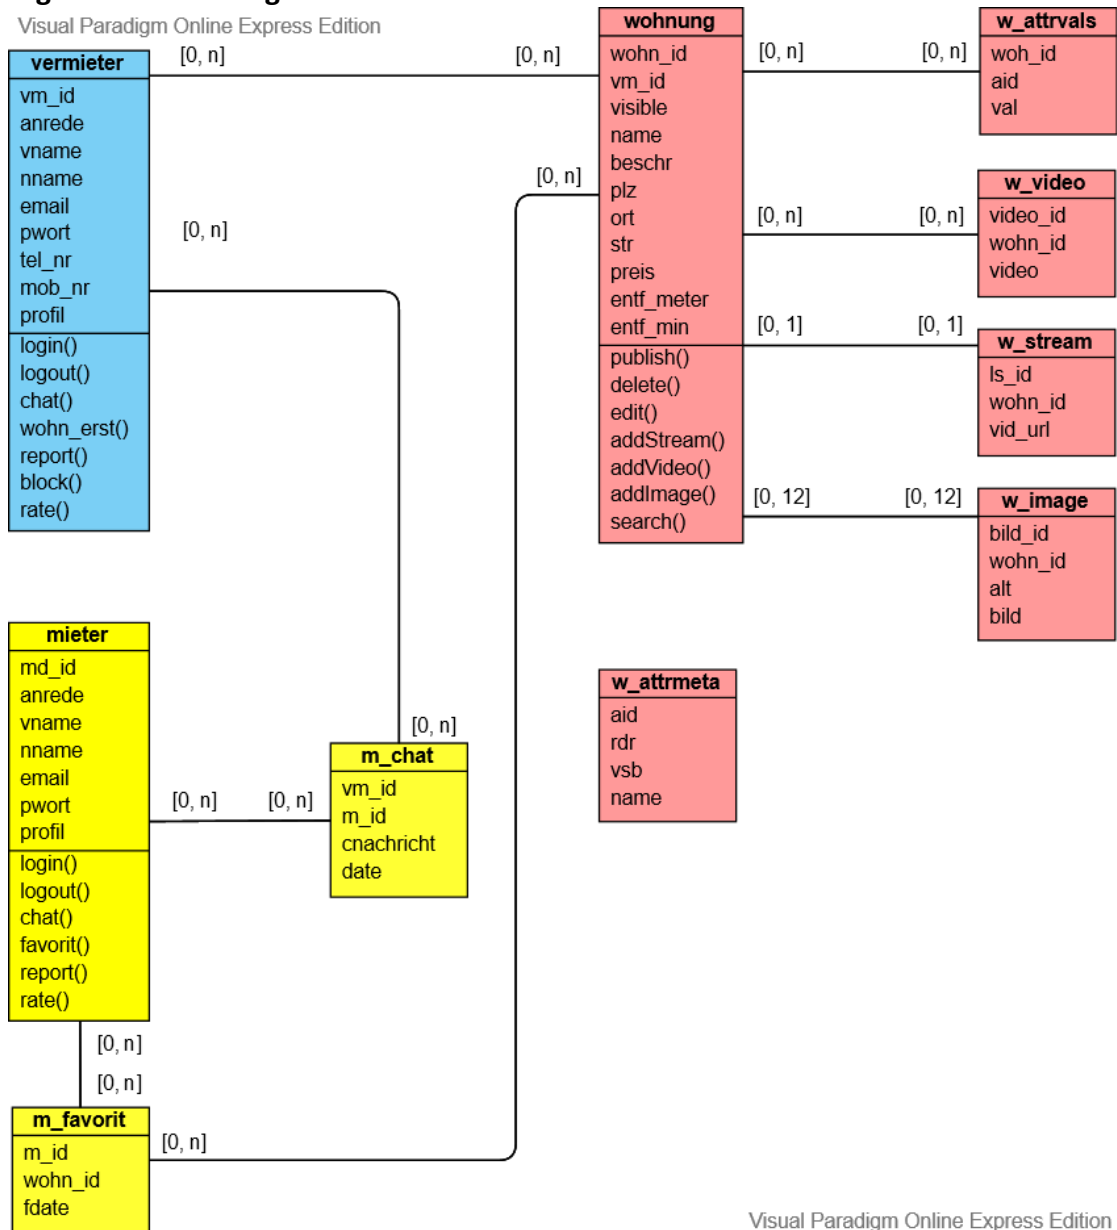 Visual Paradigm Online Express Edition
vermieter
vm_id
anrede
vname
nname
email
pwort
tel_nr
mob_nr
profil
login()
logout()
chat()
wohn_erst()
report()
block()
rate()
[0, n]
[0, n]
[0, n]
wohnung
wohn_id
vm_id
visible
name
beschr
plz
ort
str
preis
entf_meter
entf_min
publish()
delete()
edit()
addStream()
addVideo()
addImage()
search()
[0, n]
[0, n]
[0, n]
w_attrvals
woh_id
aid
val
[0, n]
[0, n]
w_video
video_id
wohn_id
video
[0, 1]
[0, 1]
w_stream
ls_id
wohn_id
vid_url
[0, 12]
[0, 12]
w_image
bild_id
wohn_id
alt
bild
mieter
md_id
anrede
vname
nname
email
pwort
profil
login()
logout()
chat()
favorit()
report()
rate()
[0, n]
[0, n]
[0, n]
m_chat
vm_id
m_id
cnachricht
date
w_attrmeta
aid
rdr
vsb
name
[0, n]
[0, n]
m_favorit
m_id
wohn_id
fdate
[0, n]
Visual Paradigm Online Express Edition